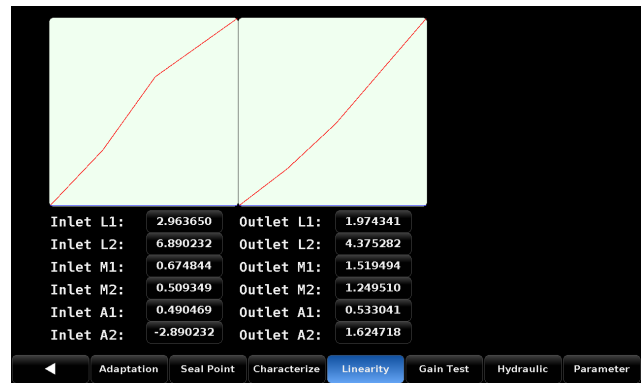 Inlet L1: 2.963650 Outlet L1: 1.974341
Inlet L2: 6.890232 Outlet L2: 4.375282
Inlet M1: 0.674844 Outlet M1: 1.519494
Inlet M2: 0.509349 Outlet M2: 1.249510
Inlet A1: 0.490469 Outlet A1: 0.533041
Inlet A2: -2.890232 Outlet A2: 1.624718
Adaptation Seal Point Characterize Linearity Gain Test Hydraulic Parameter